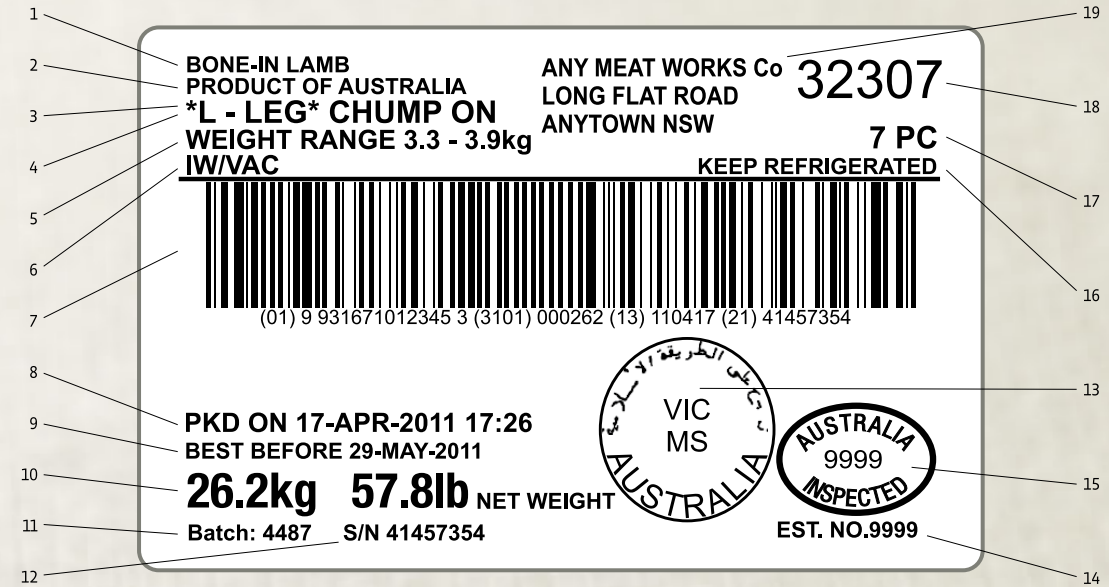 1
2
3
4
5
6
7
8
9
10
11
12
BONE-IN LAMB
PRODUCT OF AUSTRALIA
*L - LEG* CHUMP ON
WEIGHT RANGE 3.3 - 3.9kg
IW/VAC
ANY MEAT WORKS Co
LONG FLAT ROAD
ANYTOWN NSW
32307
7 PC
KEEP REFRIGERATED
(01) 9 931671012345 3 (3101) 000262 (13) 110417 (21) 41457354
PKD ON 17-APR-2011 17:26
BEST BEFORE 29-MAY-2011
26.2kg 57.8lb NET WEIGHT
Batch: 4487 S/N 41457354
على الطريقة الاسلامية
VIC
MS
AUSTRALIA
AUSTRALIA
9999
INSPECTED
EST. NO.9999
19
18
17
16
13
15
14